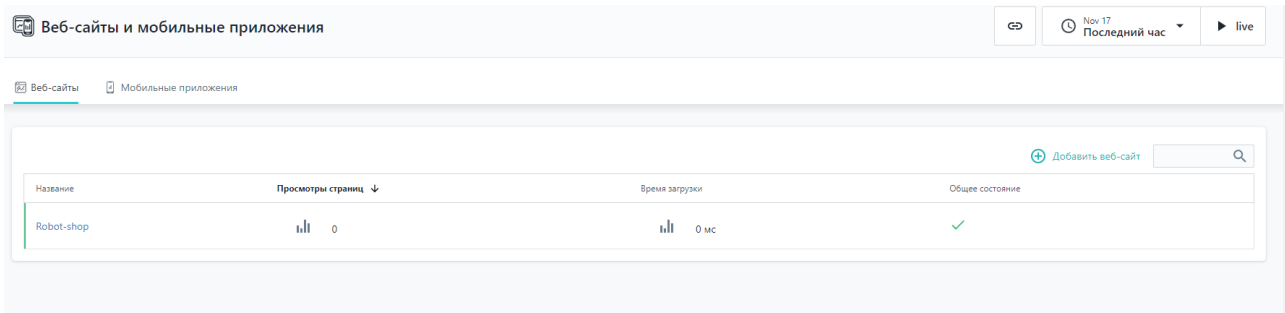 Веб-сайты и мобильные приложения
Nov 17
Последний час
live
Веб-сайты Мобильные приложения
Добавить веб-сайт
Название Просмотры страниц Время загрузки Общее состояние
Robot-shop 0 0 мс